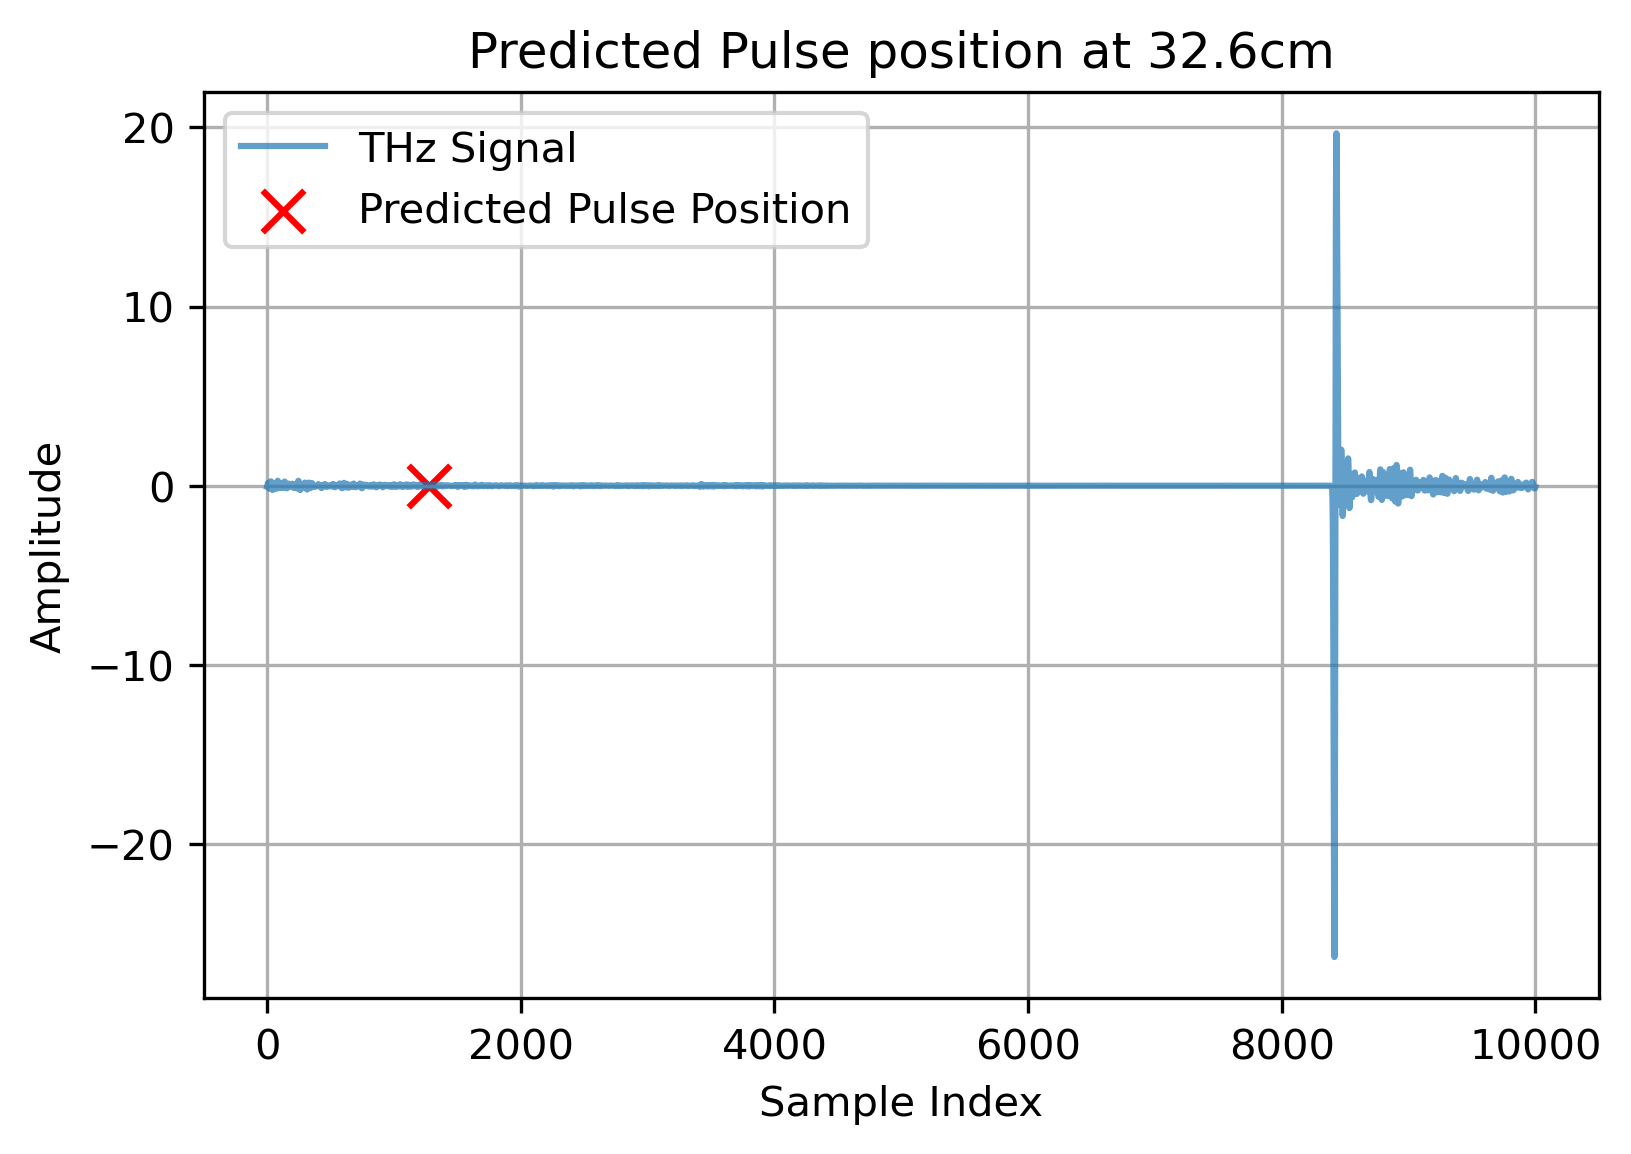 Predicted Pulse position at 32.6cm
THz Signal
Predicted Pulse Position
20
10
0
−10
−20
Amplitude
0 2000 4000 6000 8000 10000
Sample Index